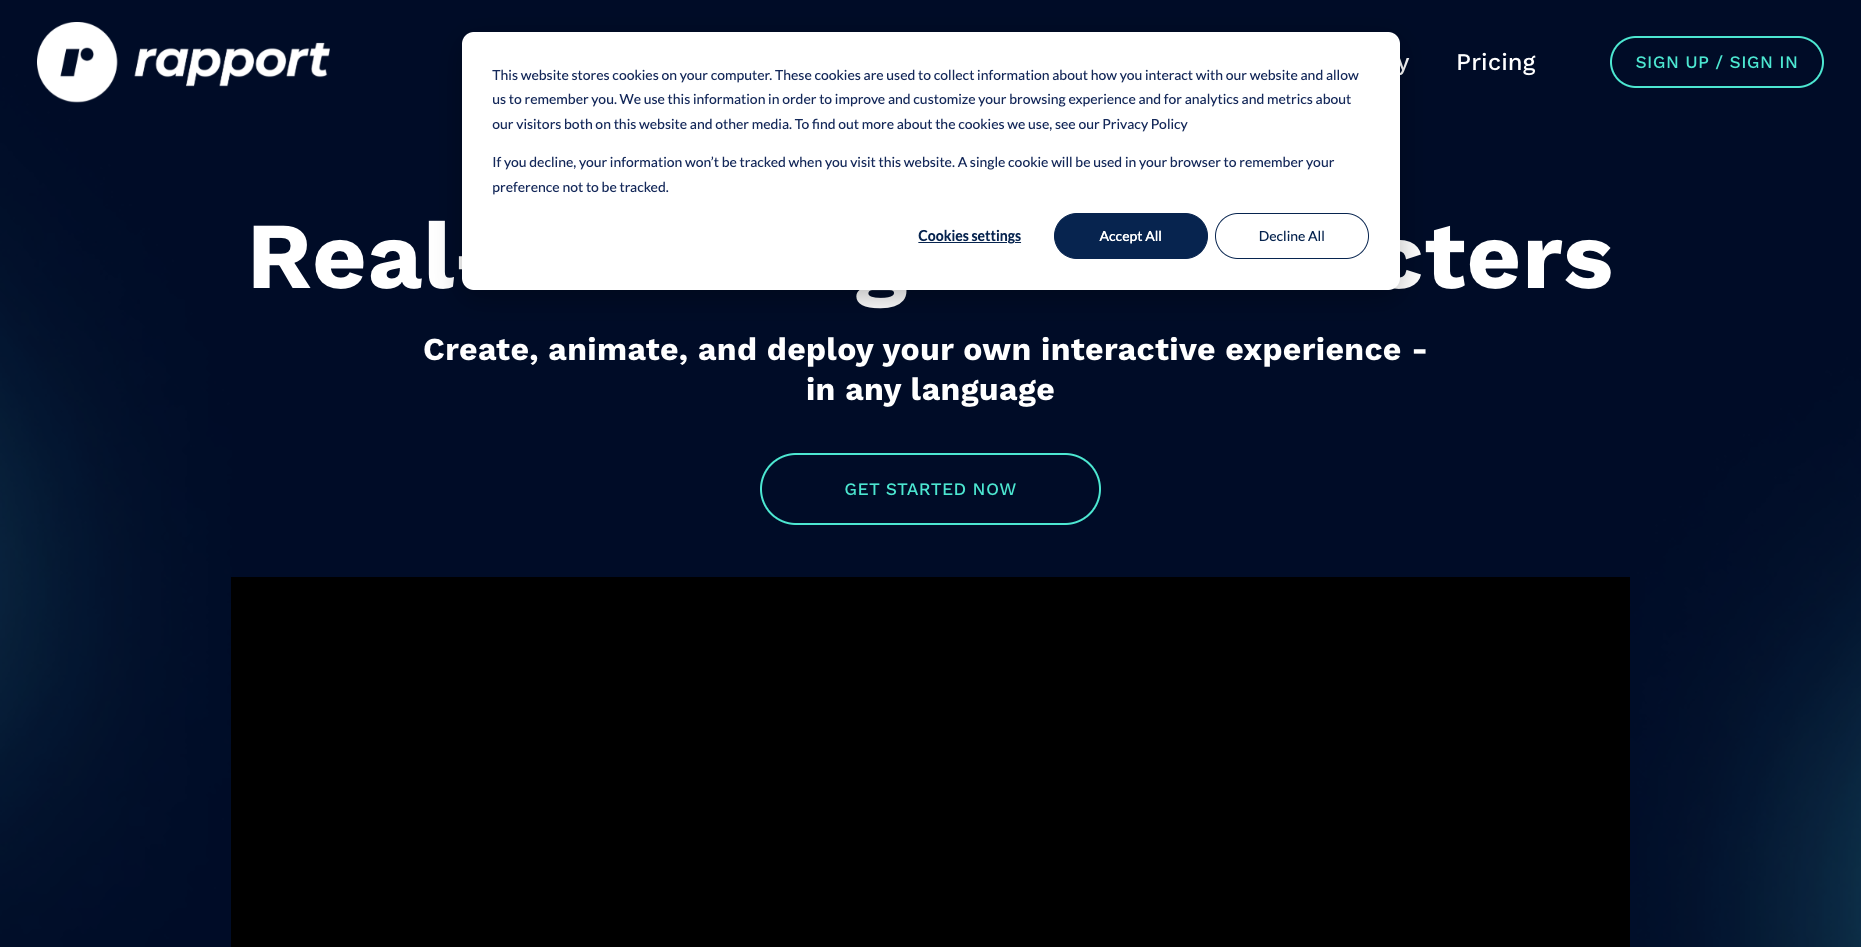 rapport
Pricing
SIGN UP / SIGN IN
This website stores cookies on your computer. These cookies are used to collect information about how you interact with our website and allow
us to remember you. We use this information in order to improve and customize your browsing experience and for analytics and metrics about
our visitors both on this website and other media. To find out more about the cookies we use, see our Privacy Policy
If you decline, your information won’t be tracked when you visit this website. A single cookie will be used in your browser to remember your
preference not to be tracked.
Cookies settings
Accept All
Decline All
Real-
Create, animate, and deploy your own interactive experience -
in any language
GET STARTED NOW